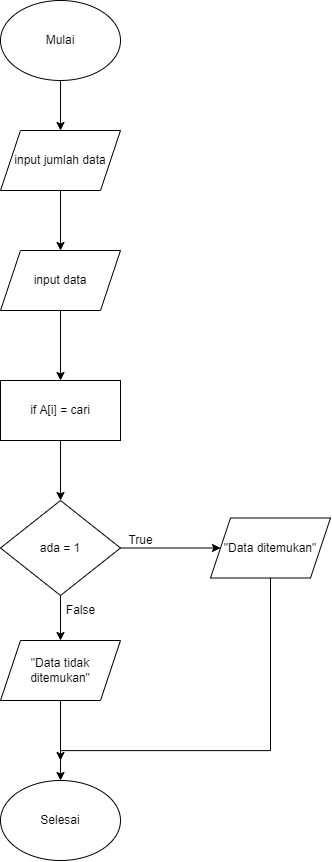 Mulai
input jumlah data
input data
if A[i] = cari
ada = 1
True
"Data ditemukan"
False
"Data tidak
ditemukan"
Selesai